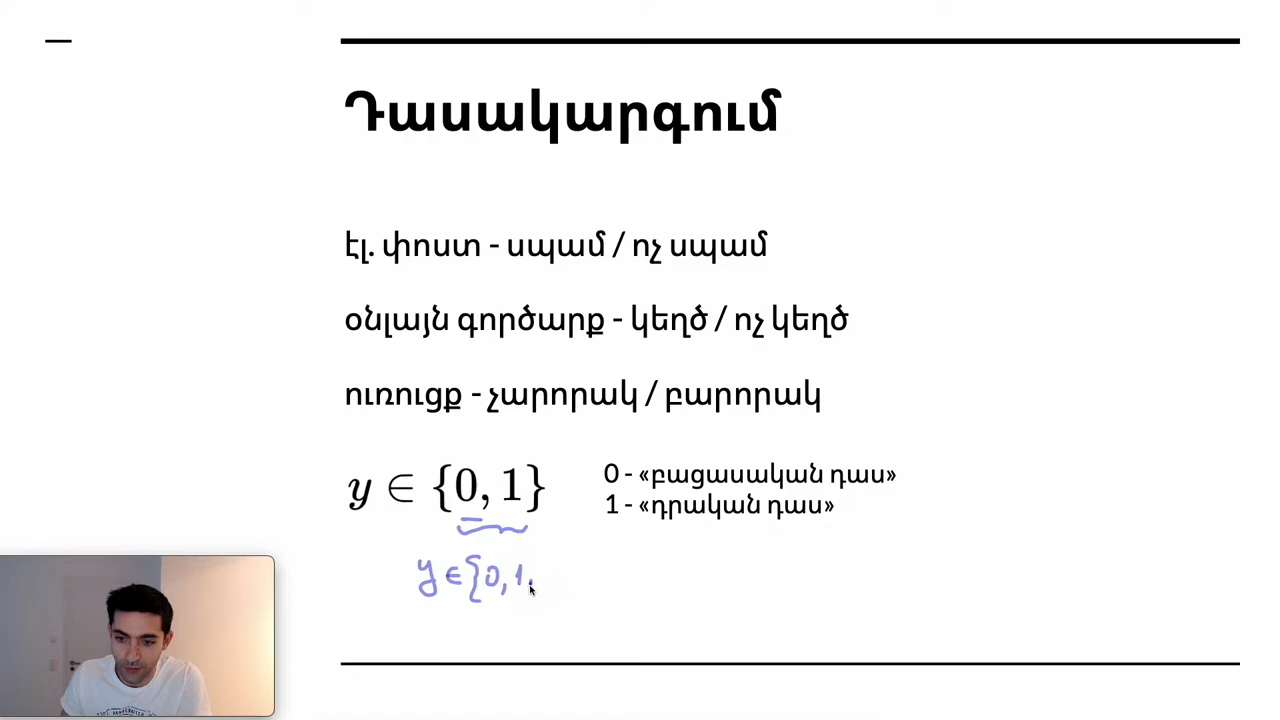 Դասակարգում
էլ. փոստ - սպամ / ոչ սպամ
օնլայն գործարք - կեղծ / ոչ կեղծ
ուռուցք - չարորակ / բարորակ
y ∈ {0, 1}
0 - «բացասական դաս»
1 - «դրական դաս»
y ∈ {0, 1,